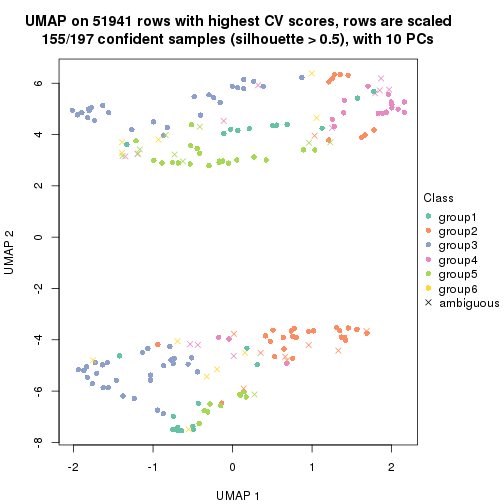 UMAP on 51941 rows with highest CV scores, rows are scaled
155/197 confident samples (silhouette > 0.5), with 10 PCs
6
4
2
0
-2
-4
-6
-8
UMAP 2
-2
-1
0
1
2
UMAP 1
Class
group1
group2
group3
group4
group5
group6
ambiguous